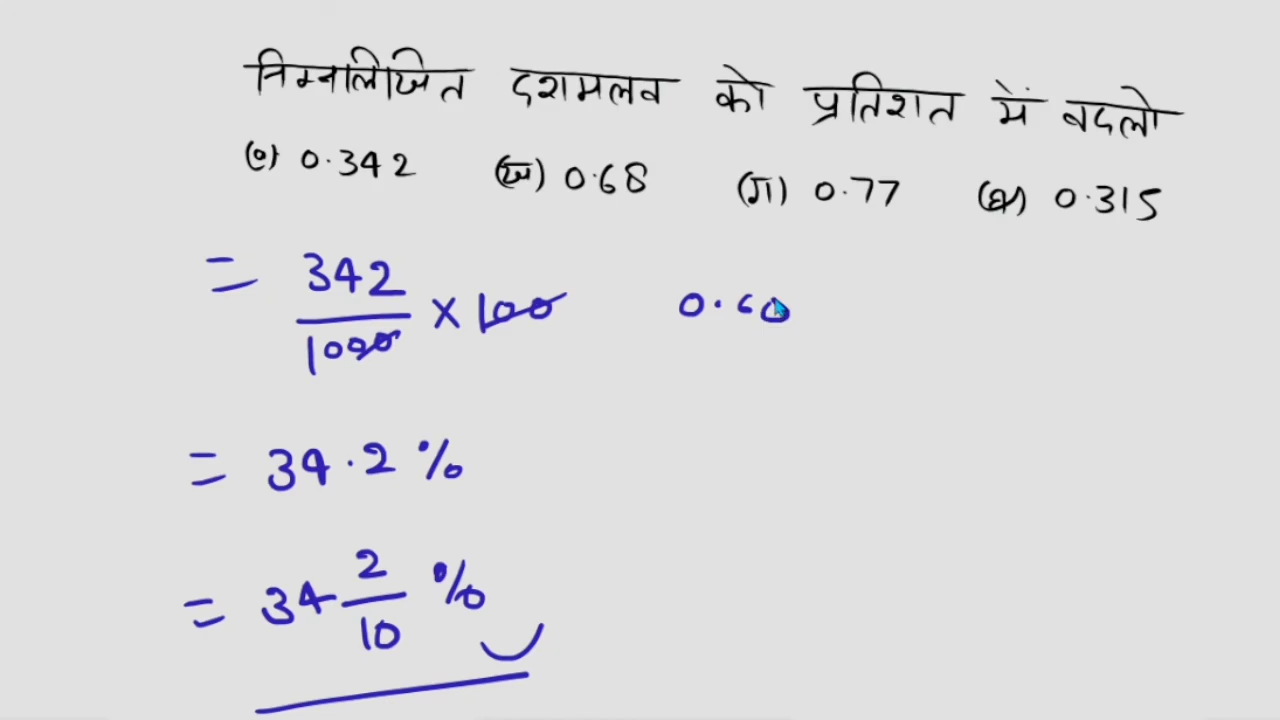 निम्नलिखित दशमलव को प्रतिशत में बदलो
0.342 (ख) 0.68 (ग) 0.77 (घ) 0.315
= 342/1000 × 100
0.60
= 34.2 %
= 34 2/10 %